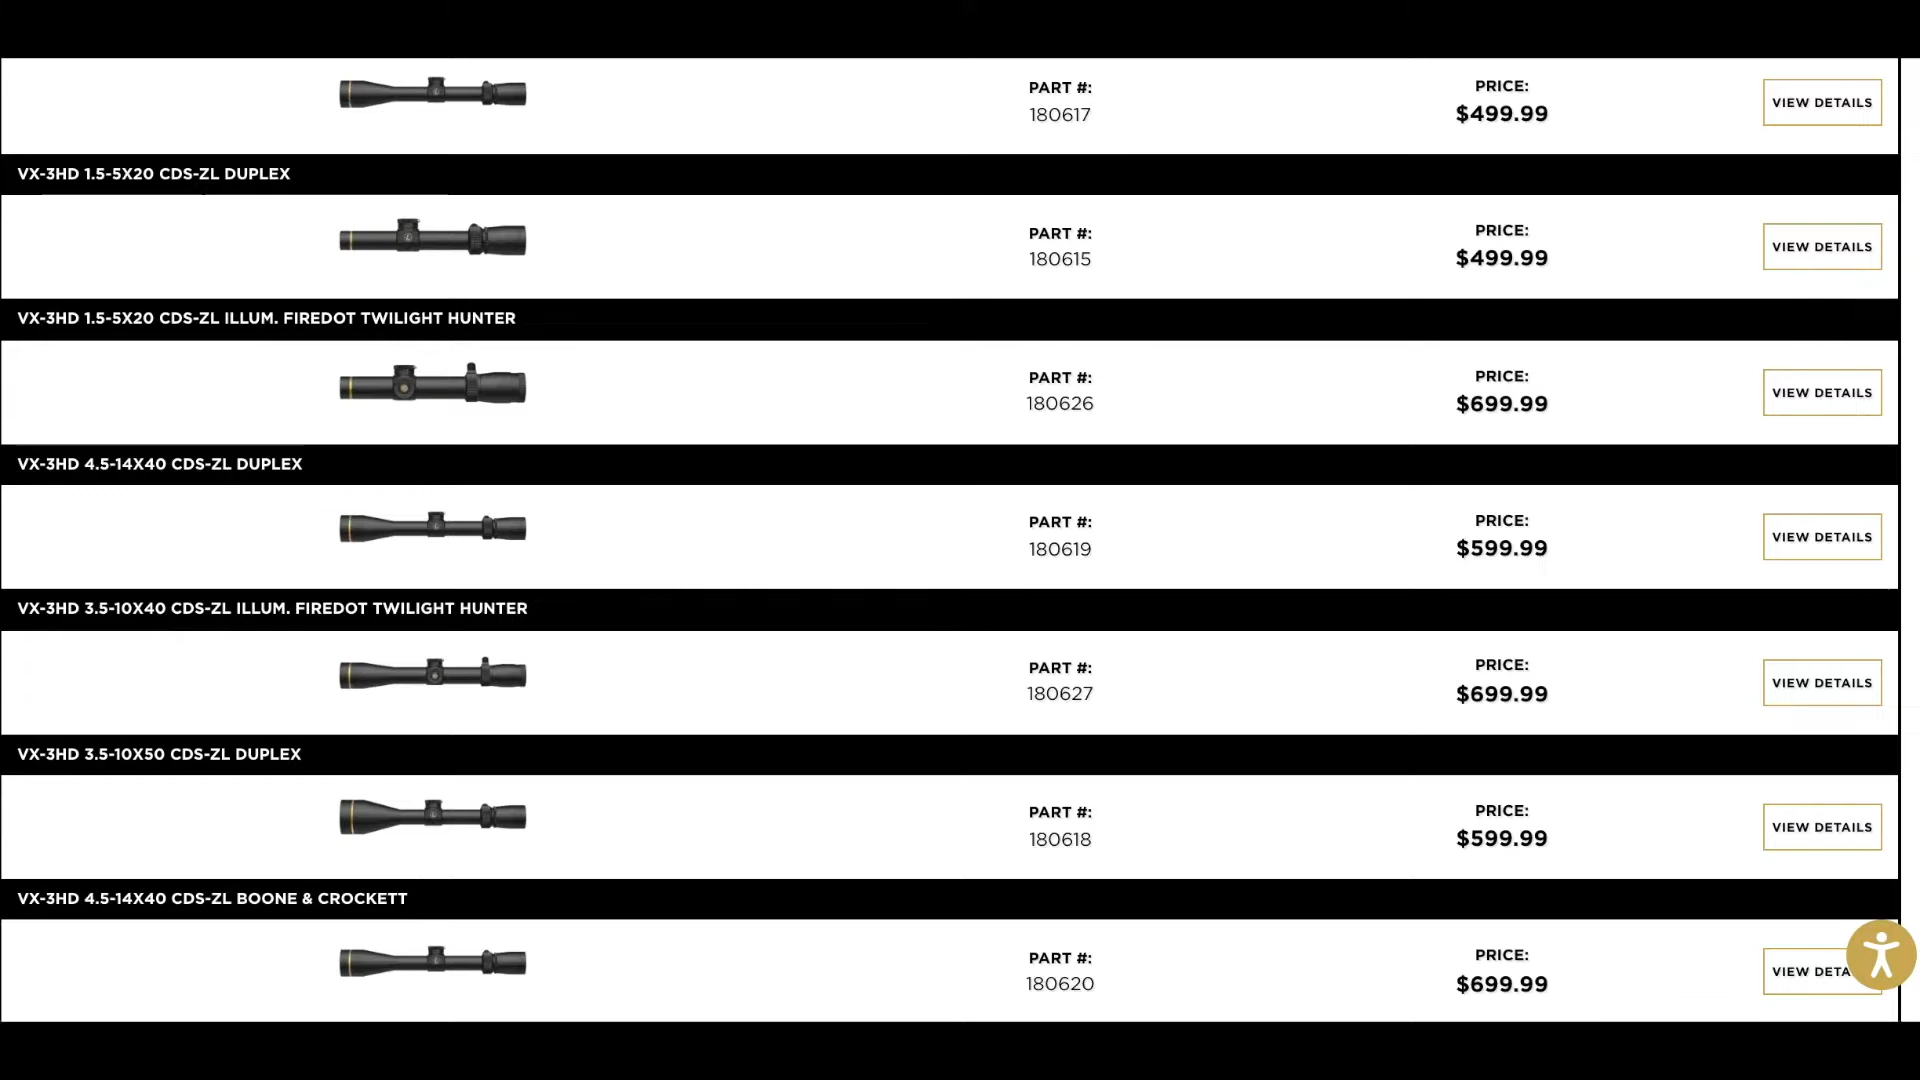 PART #:
180617
PRICE:
$499.99
VIEW DETAILS
VX-3HD 1.5-5X20 CDS-ZL DUPLEX
PART #:
180615
PRICE:
$499.99
VIEW DETAILS
VX-3HD 1.5-5X20 CDS-ZL ILLUM. FIREDOT TWILIGHT HUNTER
PART #:
180626
PRICE:
$699.99
VIEW DETAILS
VX-3HD 4.5-14X40 CDS-ZL DUPLEX
PART #:
180619
PRICE:
$599.99
VIEW DETAILS
VX-3HD 3.5-10X40 CDS-ZL ILLUM. FIREDOT TWILIGHT HUNTER
PART #:
180627
PRICE:
$699.99
VIEW DETAILS
VX-3HD 3.5-10X50 CDS-ZL DUPLEX
PART #:
180618
PRICE:
$599.99
VIEW DETAILS
VX-3HD 4.5-14X40 CDS-ZL BOONE & CROCKETT
PART #:
180620
PRICE:
$699.99
VIEW DETA